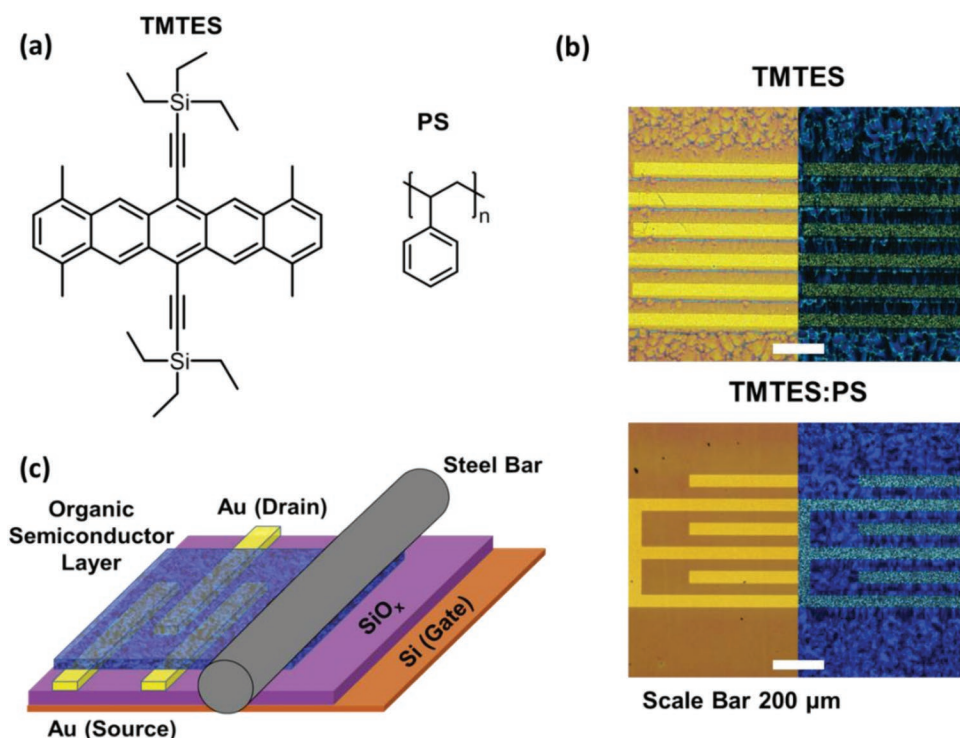 (a)
TMTES
Si
Si
PS
n
(b)
TMTES
TMTES:PS
Scale Bar 200 µm
(c)
Organic
Semiconductor
Layer
Au (Drain)
Steel Bar
SiOₓ
Si (Gate)
Au (Source)